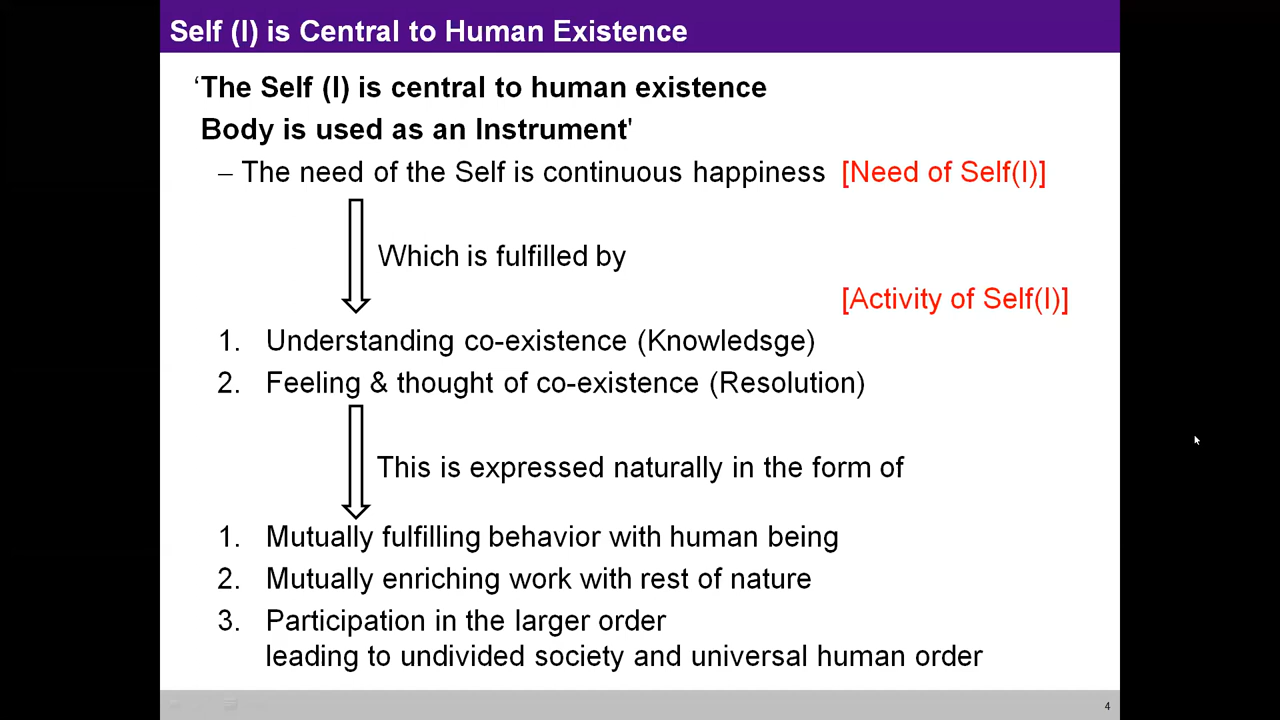 Self (I) is Central to Human Existence
‘The Self (I) is central to human existence
Body is used as an Instrument'
– The need of the Self is continuous happiness [Need of Self(I)]
Which is fulfilled by
[Activity of Self(I)]
1. Understanding co-existence (Knowledsge)
2. Feeling & thought of co-existence (Resolution)
This is expressed naturally in the form of
1. Mutually fulfilling behavior with human being
2. Mutually enriching work with rest of nature
3. Participation in the larger order
leading to undivided society and universal human order
4